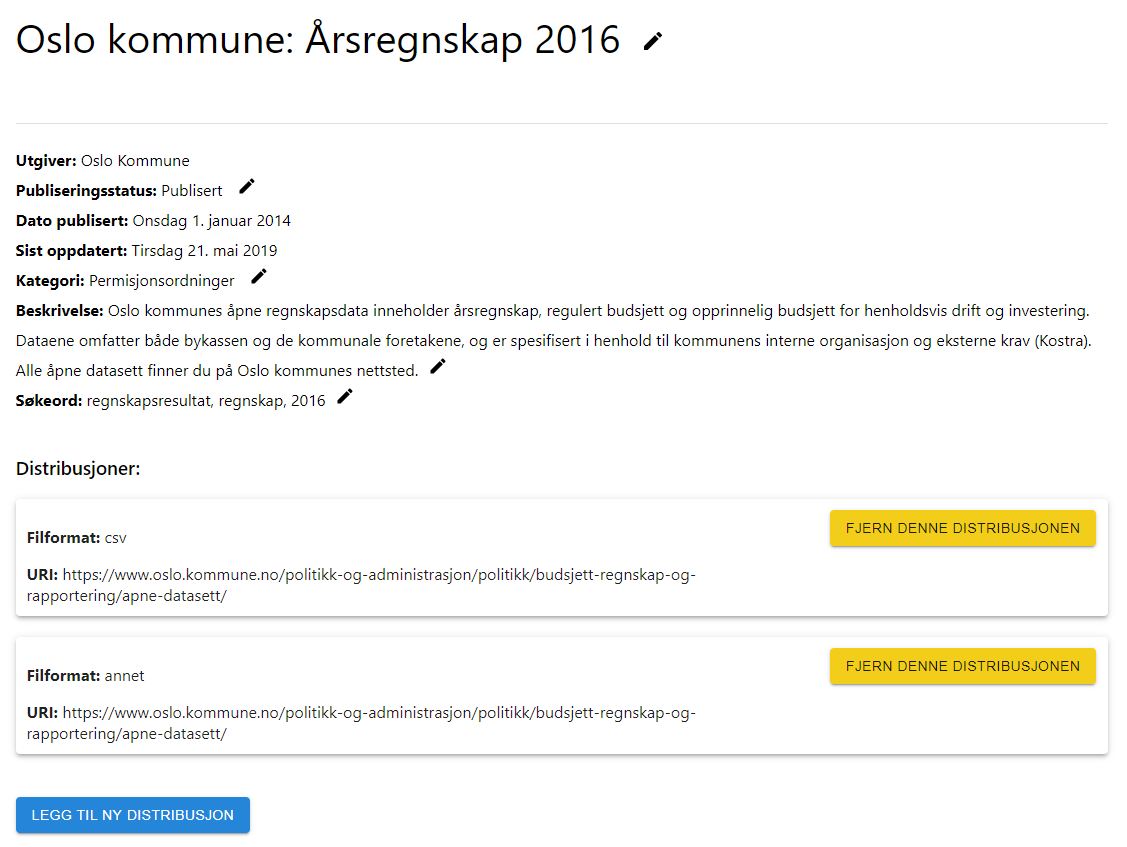 Oslo kommune: Årsregnskap 2016
Utgiver: Oslo Kommune
Publiseringsstatus: Publisert
Dato publisert: Onsdag 1. januar 2014
Sist oppdatert: Tirsdag 21. mai 2019
Kategori: Permisjonsordninger
Beskrivelse: Oslo kommunes åpne regnskapsdata inneholder årsregnskap, regulert budsjett og opprinnelig budsjett for henholdsvis drift og investering.
Dataene omfatter både bykassen og de kommunale foretakene, og er spesifisert i henhold til kommunens interne organisasjon og eksterne krav (Kostra).
Alle åpne datasett finner du på Oslo kommunes nettsted.
Søkeord: regnskapsresultat, regnskap, 2016
Distribusjoner:
FJERN DENNE DISTRIBUSJONEN
Filformat: csv
URI: https://www.oslo.kommune.no/politikk-og-administrasjon/politikk/budsjett-regnskap-og-
rapportering/apne-datasett/
FJERN DENNE DISTRIBUSJONEN
Filformat: annet
URI: https://www.oslo.kommune.no/politikk-og-administrasjon/politikk/budsjett-regnskap-og-
rapportering/apne-datasett/
LEGG TIL NY DISTRIBUSJON